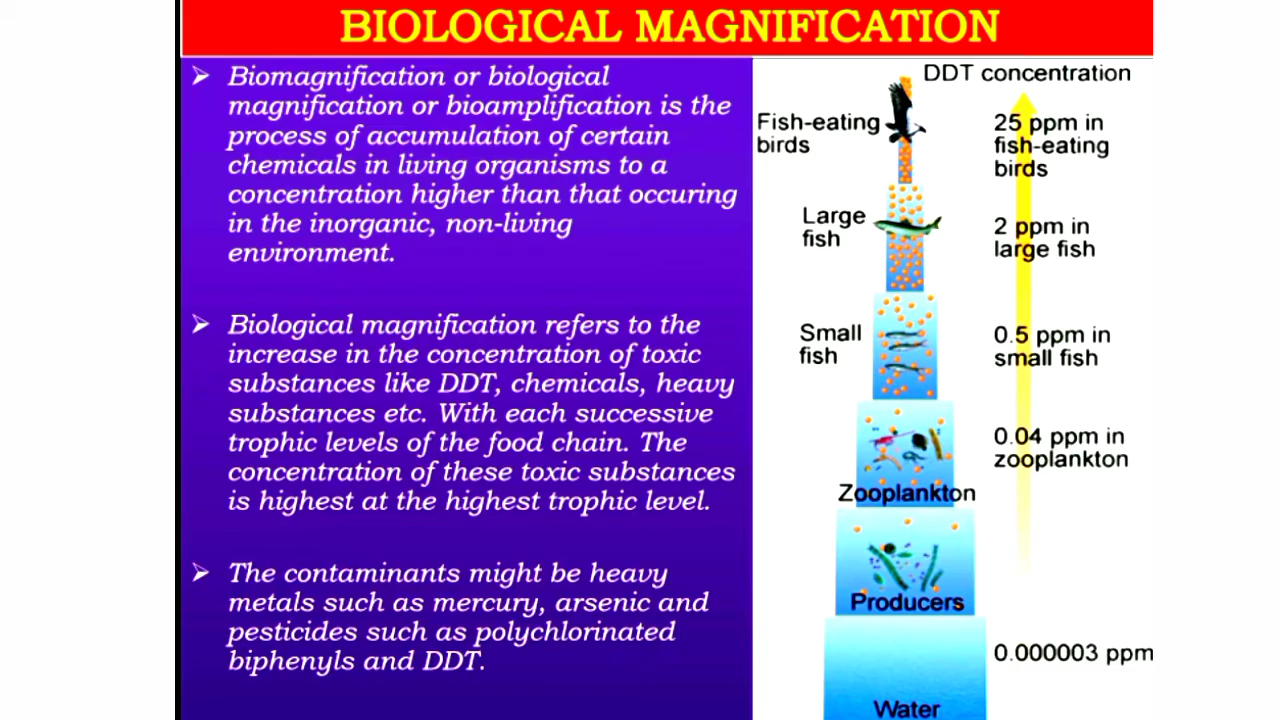 BIOLOGICAL MAGNIFICATION
Biomagnification or biological
magnification or bioamplification is the
process of accumulation of certain
chemicals in living organisms to a
concentration higher than that occuring
in the inorganic, non-living
environment.
Biological magnification refers to the
increase in the concentration of toxic
substances like DDT, chemicals, heavy
substances etc. With each successive
trophic levels of the food chain. The
concentration of these toxic substances
is highest at the highest trophic level.
The contaminants might be heavy
metals such as mercury, arsenic and
pesticides such as polychlorinated
biphenyls and DDT.
DDT concentration
Fish-eating
birds
25 ppm in
fish-eating
birds
Large
fish
2 ppm in
large fish
Small
fish
0.5 ppm in
small fish
0.04 ppm in
zooplankton
Zooplankton
Producers
0.000003 ppm
Water